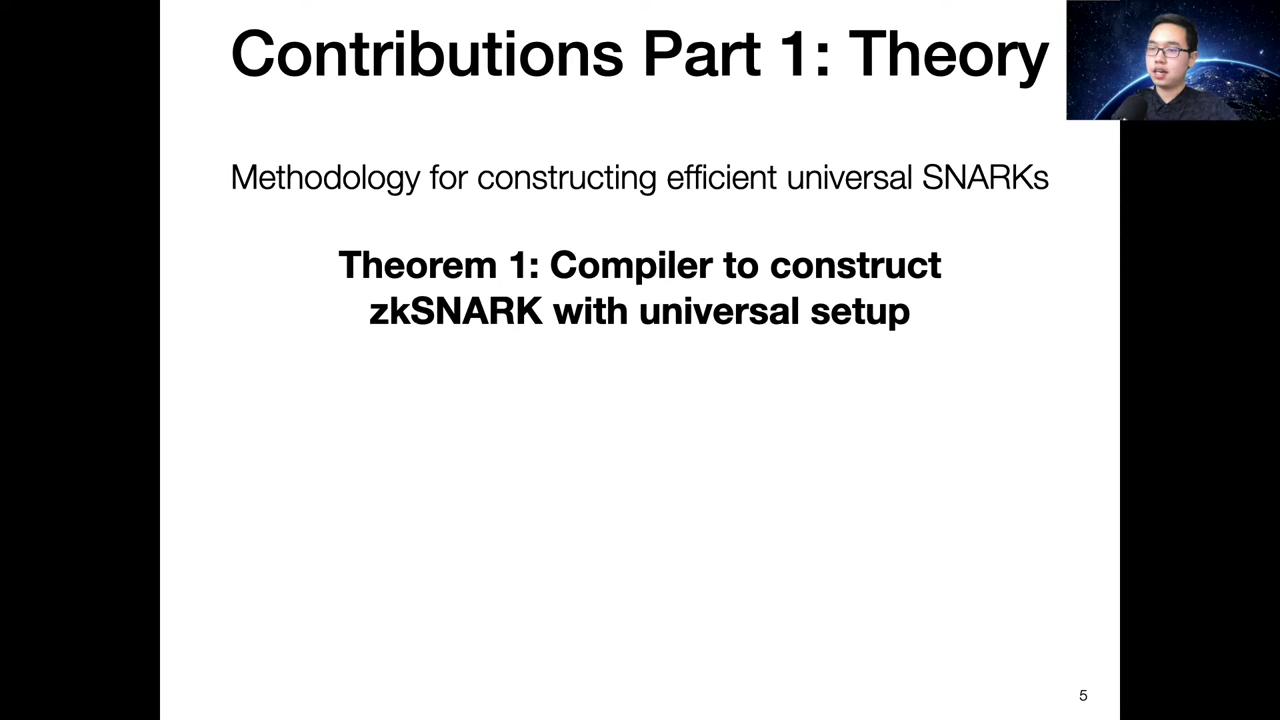 Contributions Part 1: Theory
Methodology for constructing efficient universal SNARKs
Theorem 1: Compiler to construct
zkSNARK with universal setup
5